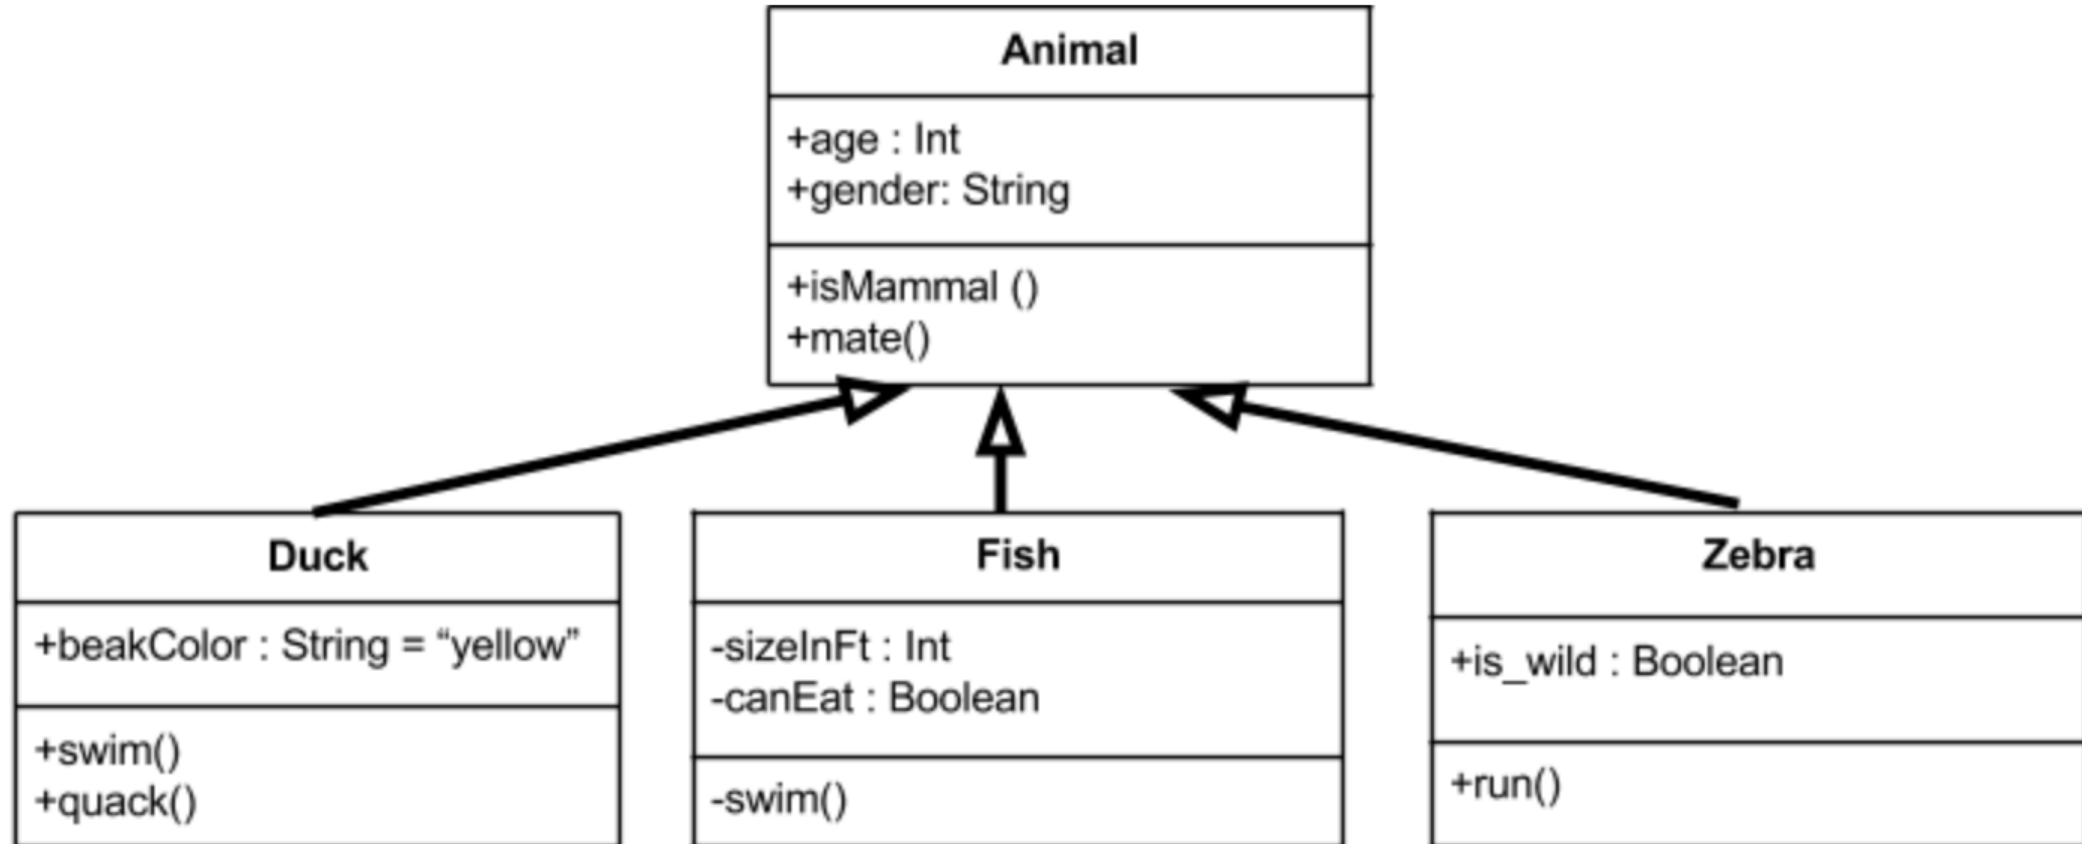 Animal
+age : Int
+gender: String
+isMammal ()
+mate()
Duck
+beakColor : String = “yellow”
+swim()
+quack()
Fish
-sizeInFt : Int
-canEat : Boolean
-swim()
Zebra
+is_wild : Boolean
+run()